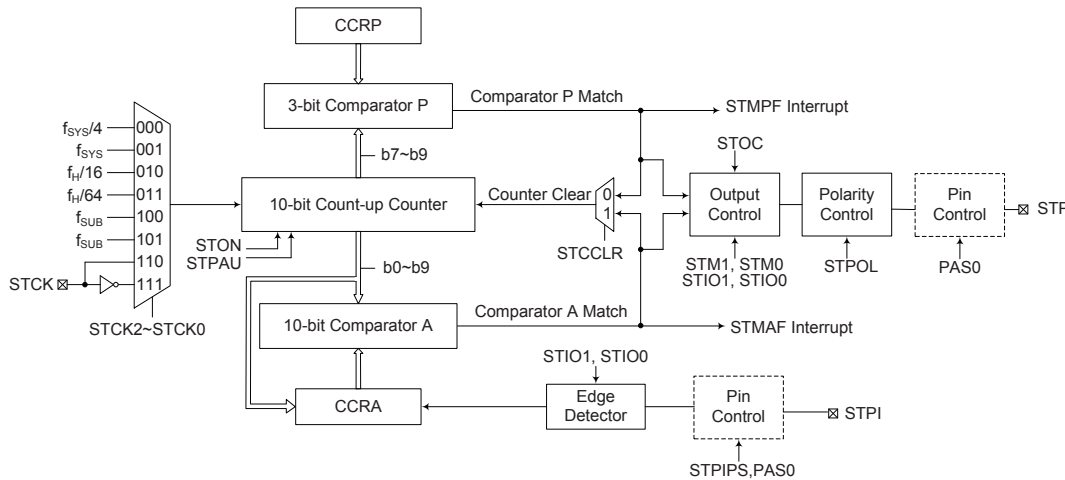 CCRP
3-bit Comparator P
Comparator P Match
STMPF Interrupt
fSYS/4
000
fSYS
001
fH/16
010
fH/64
011
fSUB
100
fSUB
101
110
111
STCK
STCK2~STCK0
b7~b9
10-bit Count-up Counter
STON
STPAU
b0~b9
Counter Clear
0
1
STCCLR
STOC
Output
Control
STM1, STM0
STIO1, STIO0
Polarity
Control
STPOL
Pin
Control
PAS0
STP
10-bit Comparator A
Comparator A Match
STMAF Interrupt
CCRA
STIO1, STIO0
Edge
Detector
Pin
Control
STPI
STPIPS,PAS0